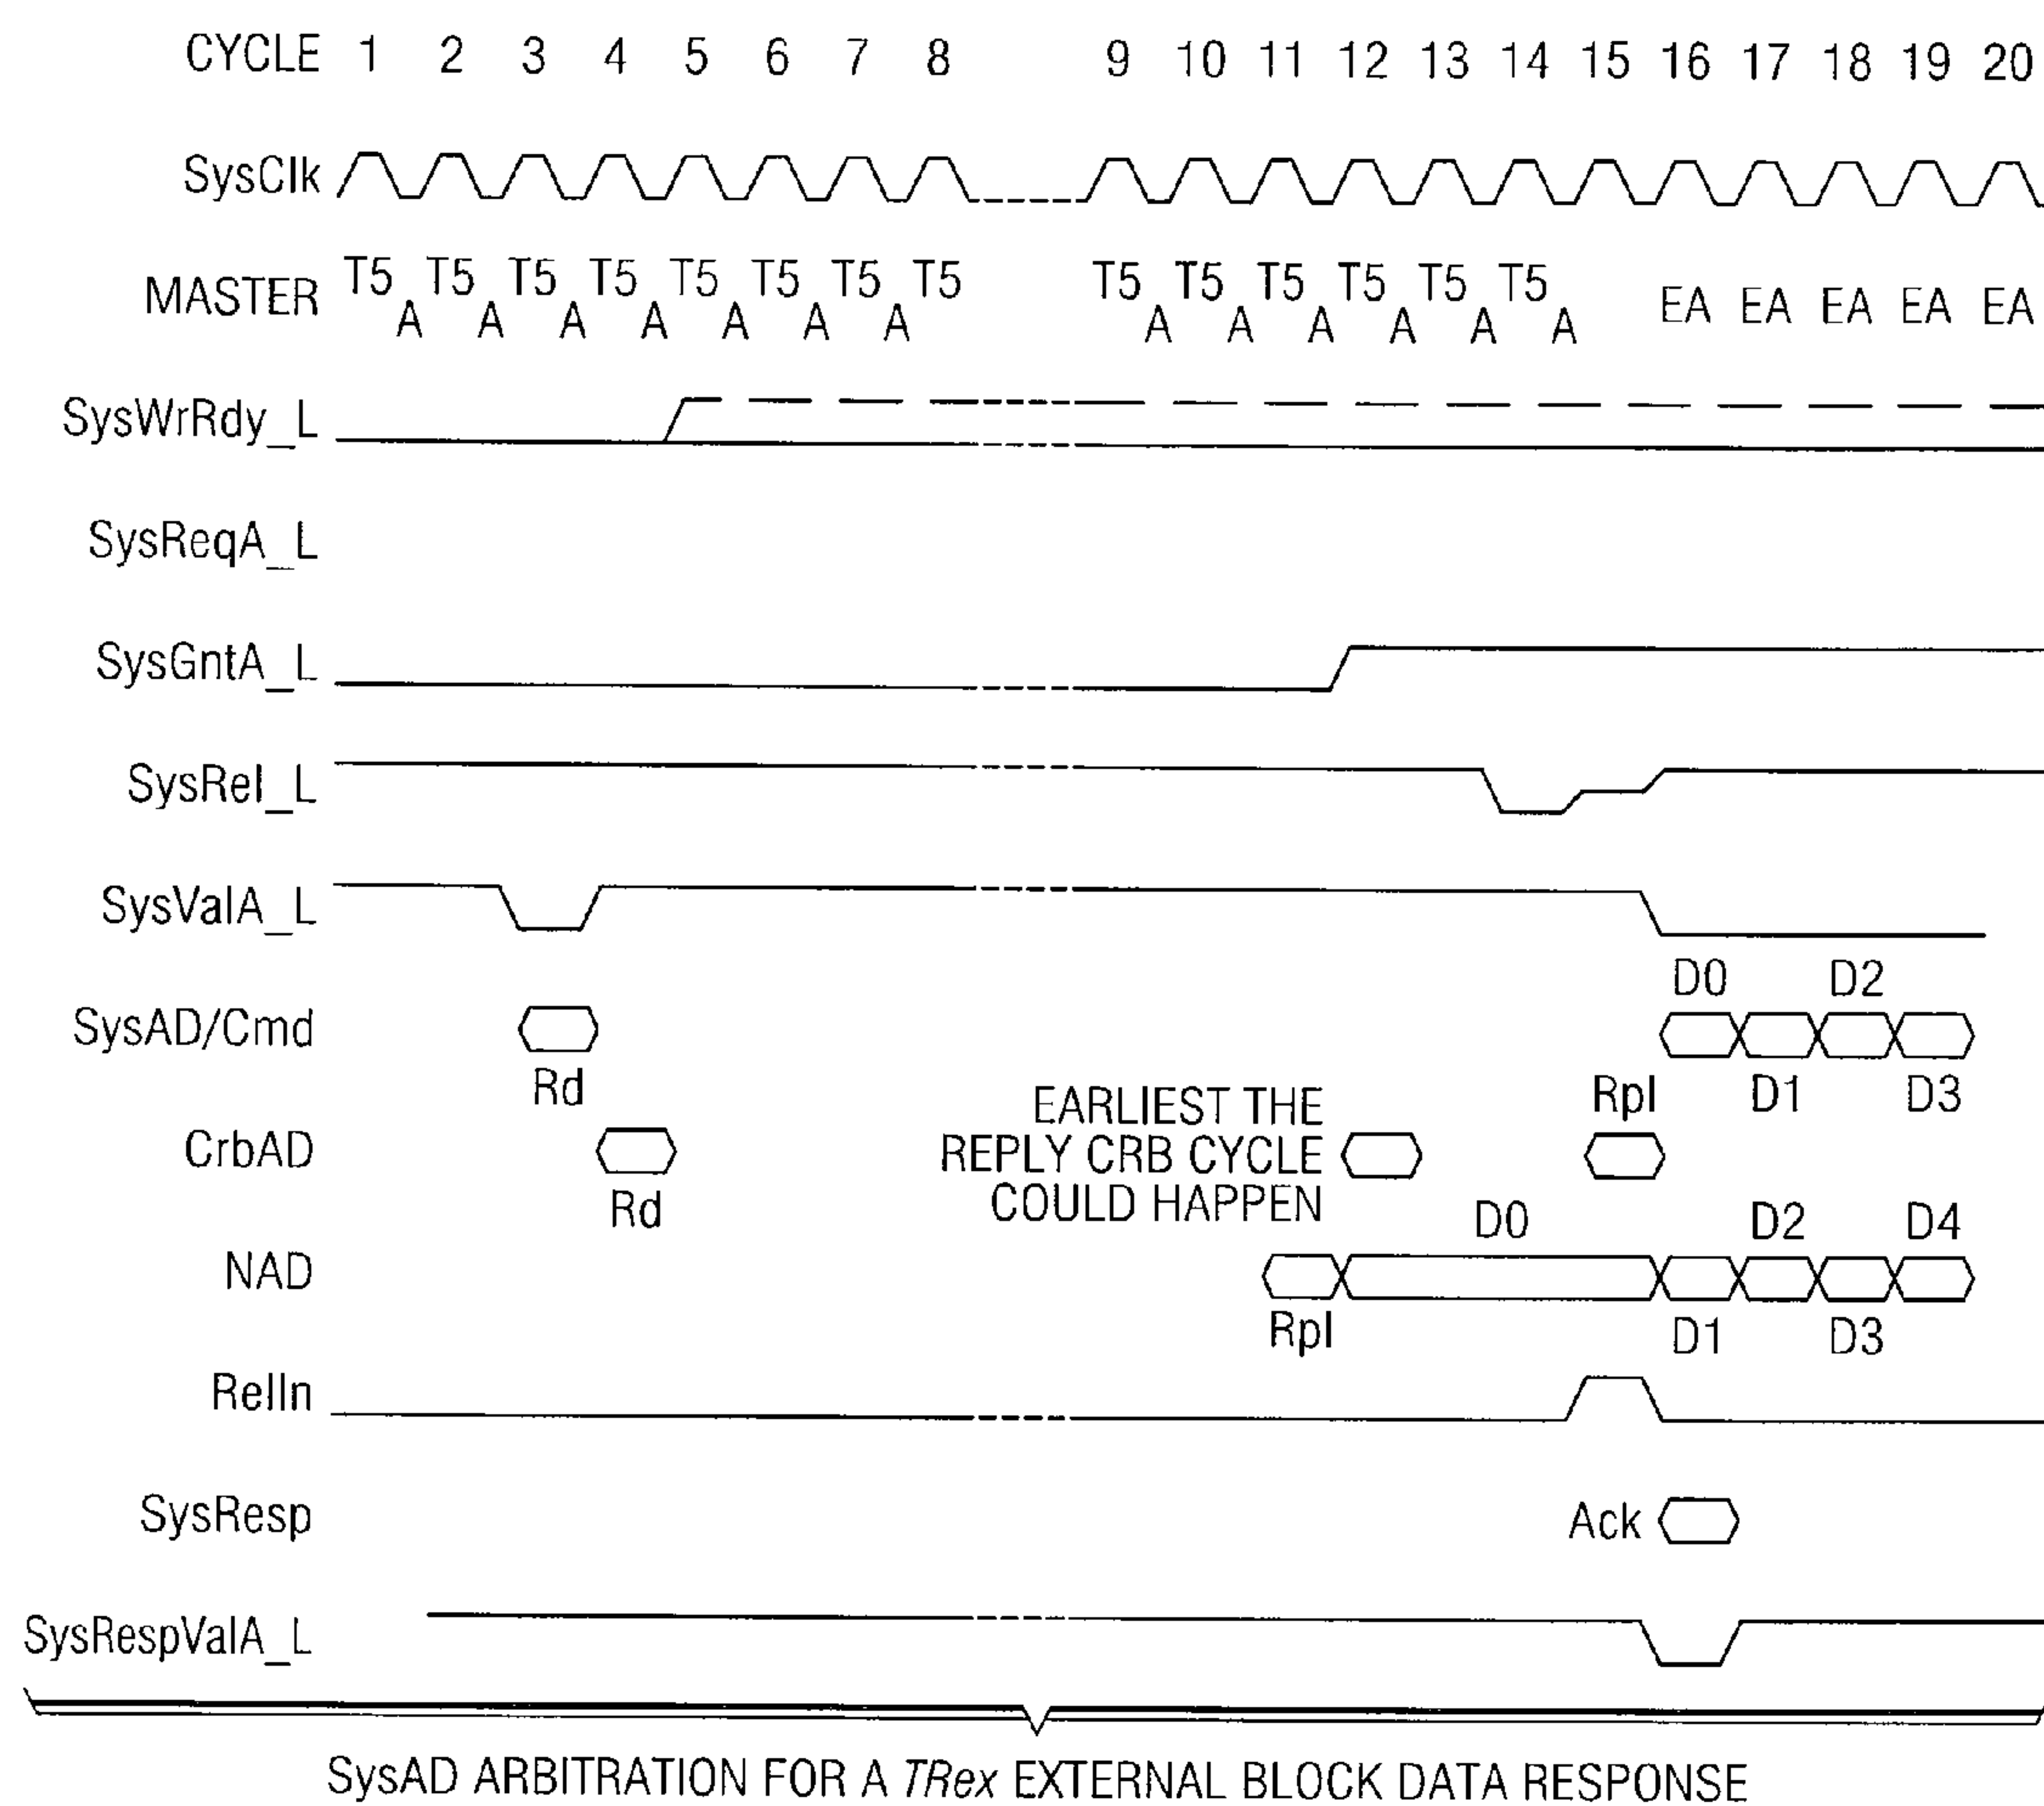 CYCLE 1 2 3 4 5 6 7 8 9 10 11 12 13 14 15 16 17 18 19 20
SysClk
MASTER T5 A T5 A T5 A T5 A T5 A T5 A T5 A T5 T5 A T5 A T5 A T5 A T5 A T5 A EA EA EA EA EA
SysWrRdy_L
SysReqA_L
SysGntA_L
SysRel_L
SysValA_L
D0 D2
SysAD/Cmd
Rd Rpl D1 D3
EARLIEST THE
CrbAD REPLY CRB CYCLE
Rd COULD HAPPEN
D0 D2 D4
NAD
Rpl D1 D3
RelIn
SysResp Ack
SysRespValA_L
SysAD ARBITRATION FOR A TRex EXTERNAL BLOCK DATA RESPONSE